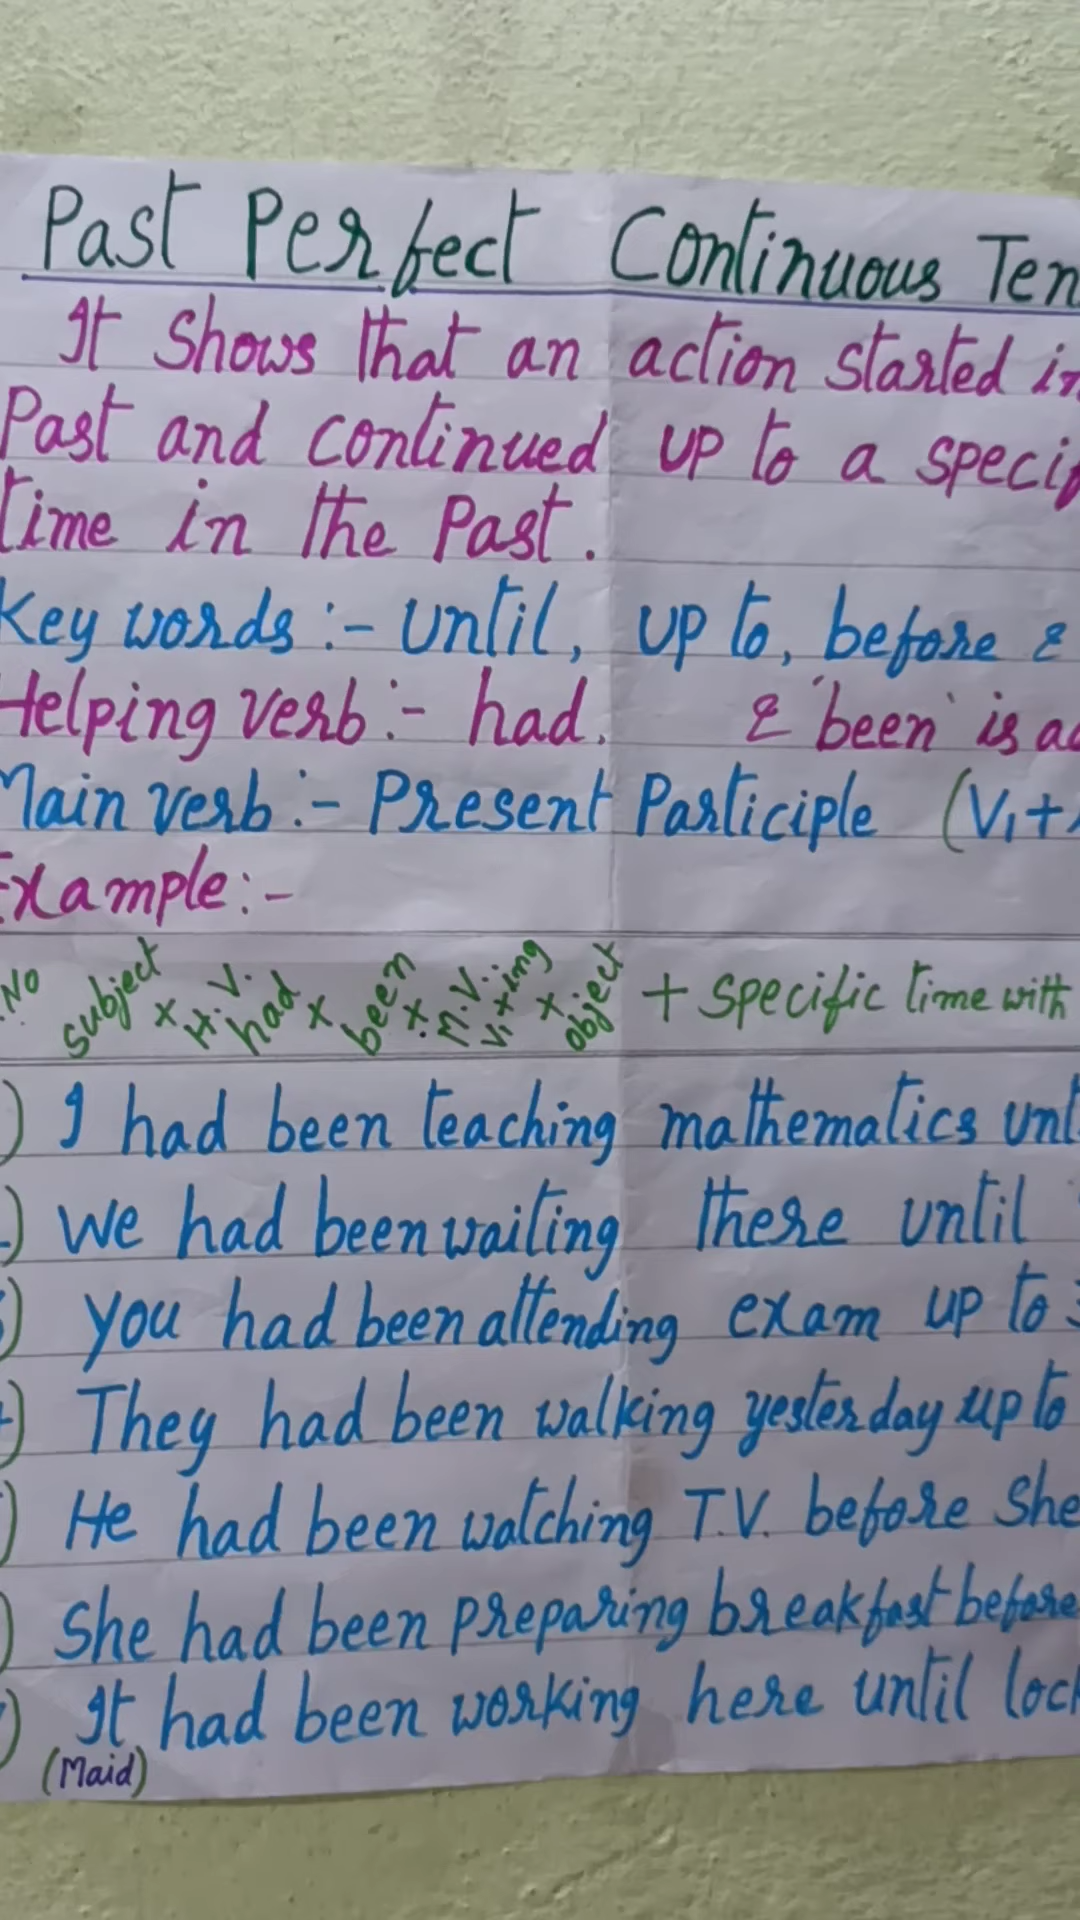 Past Perfect Continuous Ten
It Shows that an action started in
Past and continued up to a specif
time in the Past.
Key words :- until, up to, before &
Helping verb :- had. & 'been' is ad
Main verb :- Present Participle (V1+
Example:-
.No subject + H.V. had + been + m.V. V1+ing + object + specific time with
) I had been teaching mathematics unt
) We had been waiting there until
) you had been attending exam up to
) They had been walking yesterday up to
) He had been watching T.V. before She
) She had been preparing breakfast before
) It had been working here until lock
(Maid)